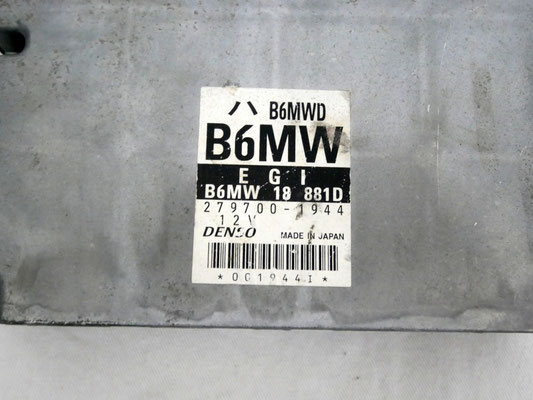 ハ B6MWD
B6MW
E G I
B6MW 18 881D
279700-1944
12V
DENSO MADE IN JAPAN
*001944I*